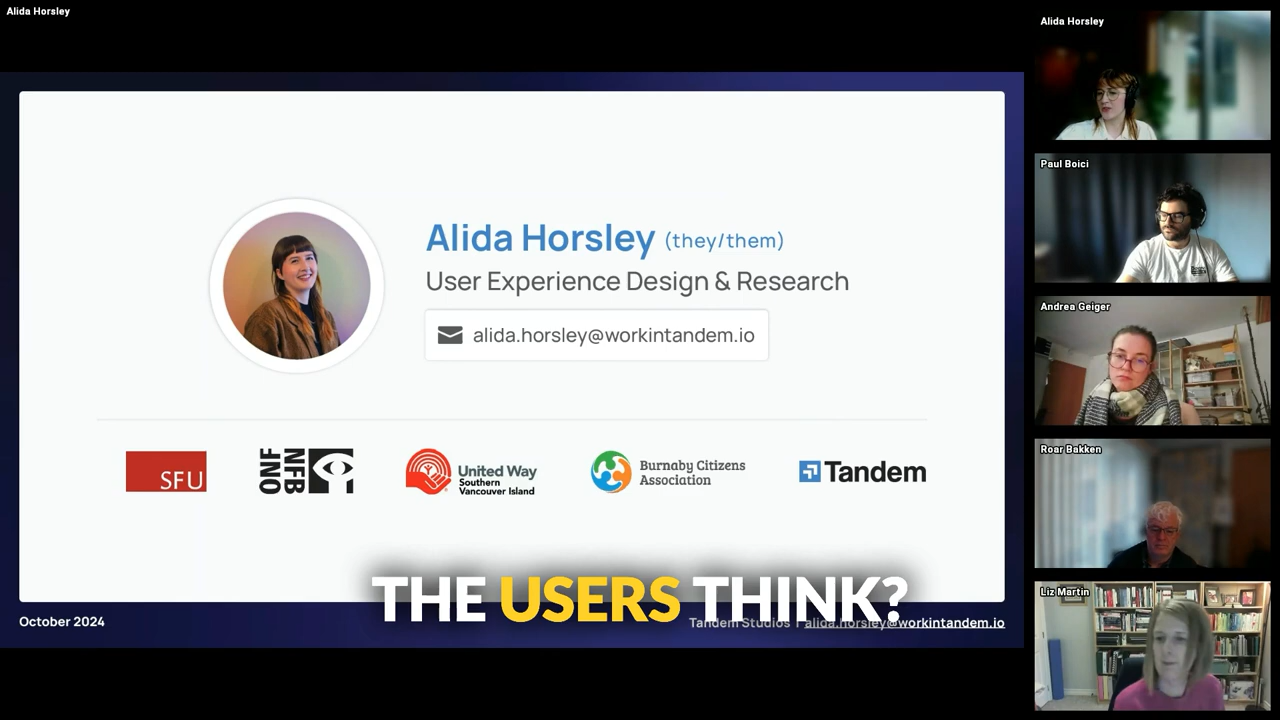 Alida Horsley
Alida Horsley (they/them)
User Experience Design & Research
alida.horsley@workintandem.io
SFU
ONF
NFB
United Way
Southern
Vancouver Island
Burnaby Citizens
Association
Tandem
THE USERS THINK?
October 2024
Tandem Studios | alida.horsley@workintandem.io
Alida Horsley
Paul Boici
Andrea Geiger
Roar Bakken
Liz Martin